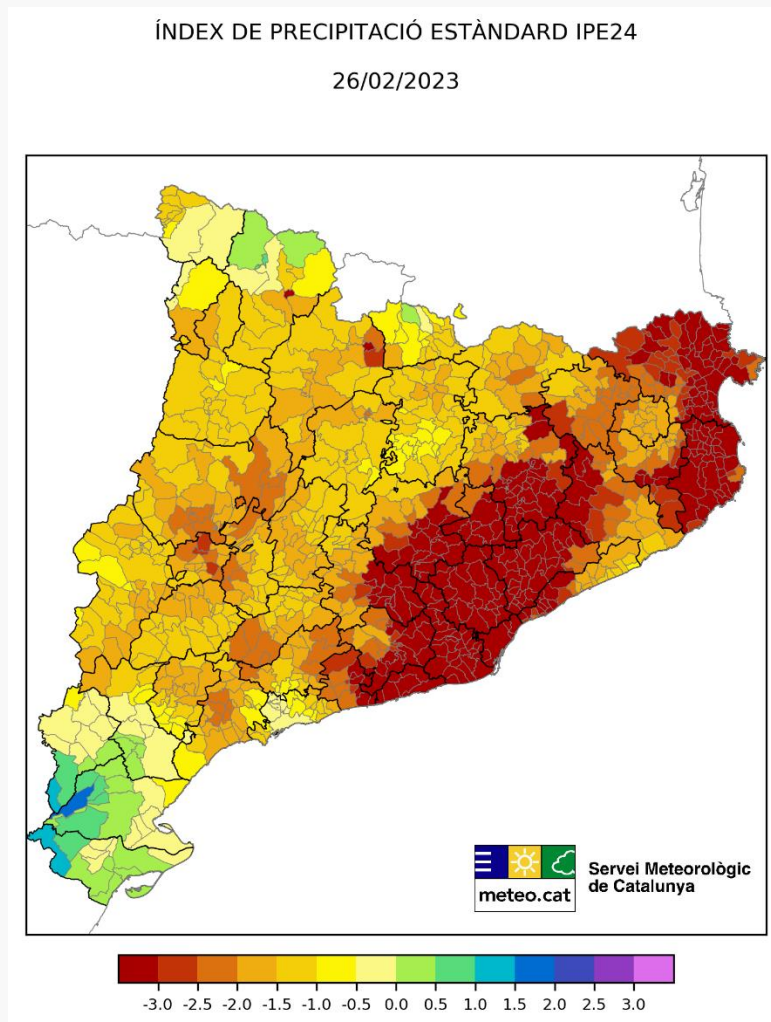 ÍNDEX DE PRECIPITACIÓ ESTÀNDARD IPE24
26/02/2023
meteo.cat
Servei Meteorològic
de Catalunya
-3.0 -2.5 -2.0 -1.5 -1.0 -0.5 0.0 0.5 1.0 1.5 2.0 2.5 3.0